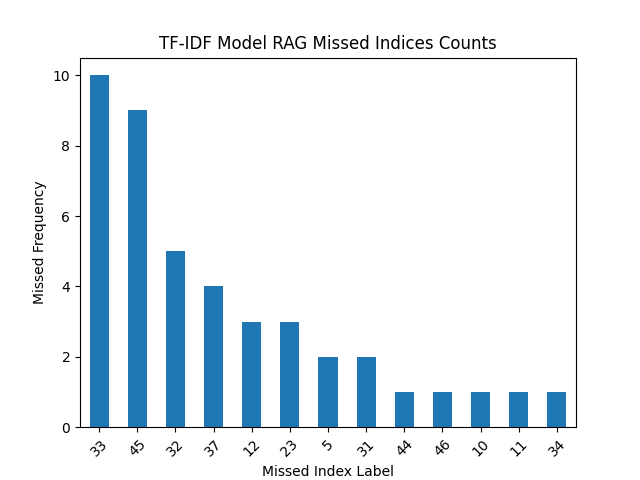 TF-IDF Model RAG Missed Indices Counts
Missed Frequency
10
8
6
4
2
0
33 45 32 37 12 23 5 31 44 46 10 11 34
Missed Index Label